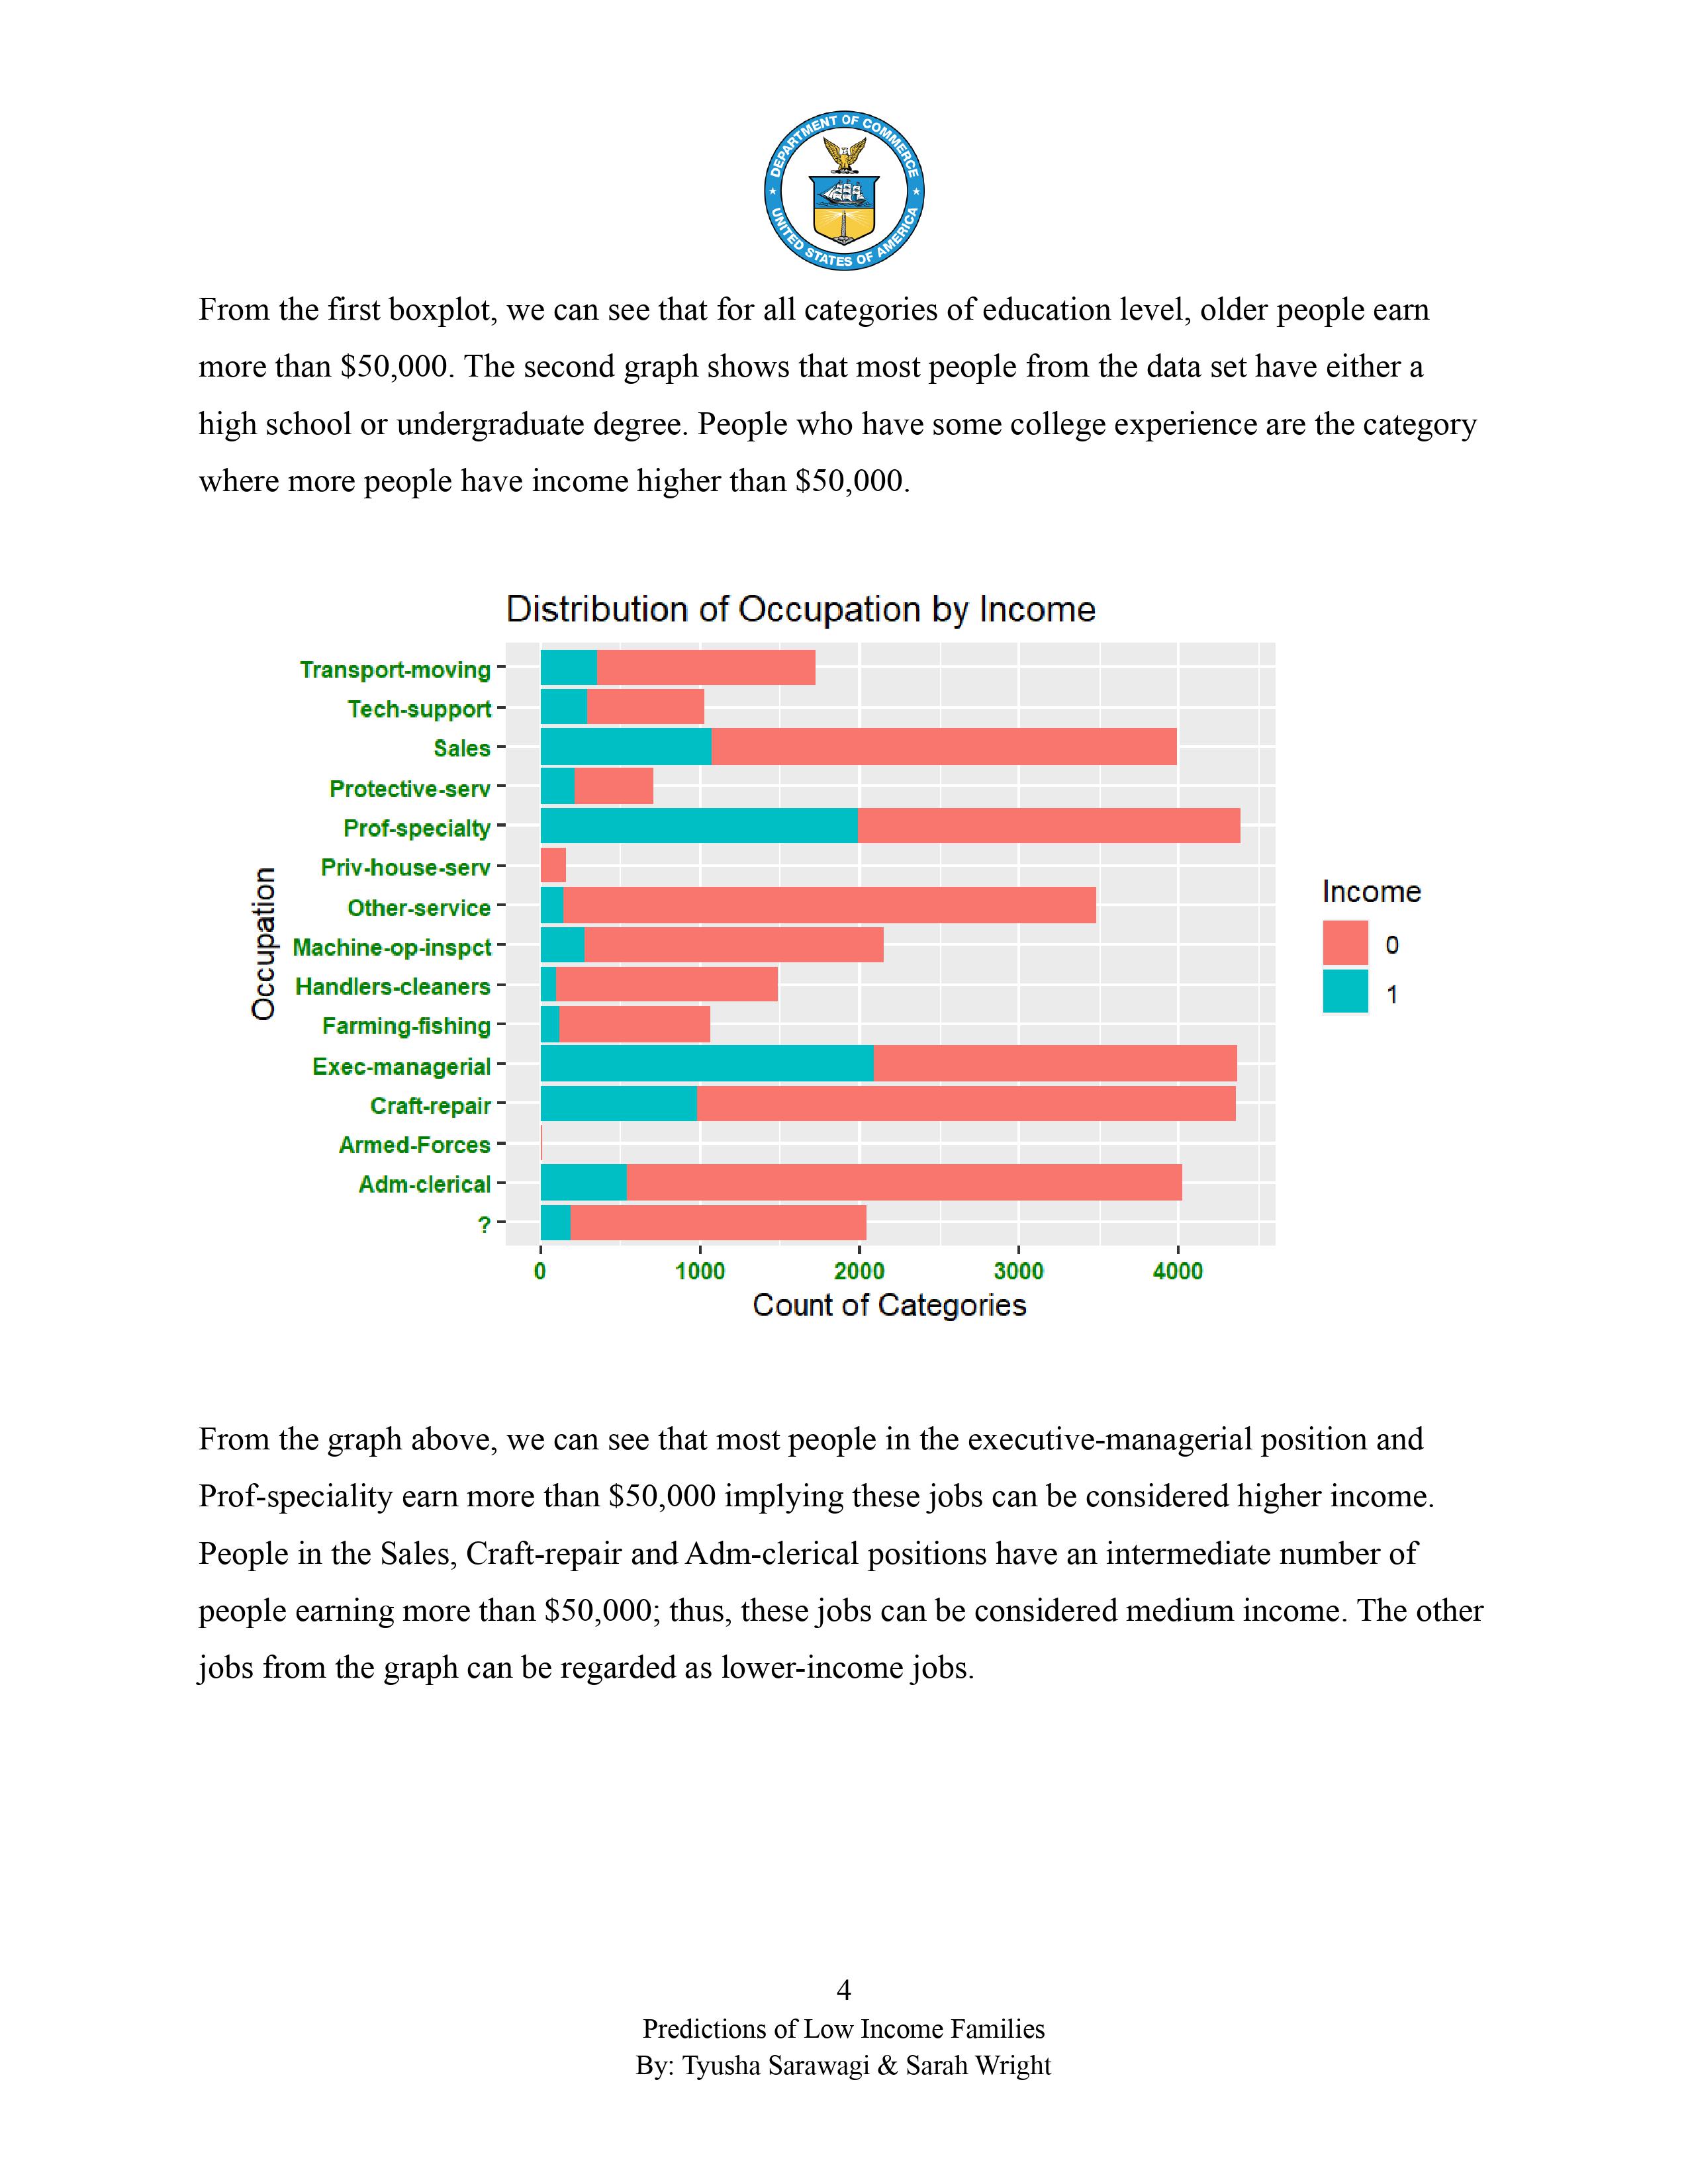 DEPARTMENT OF COMMERCE
UNITED STATES OF AMERICA
From the first boxplot, we can see that for all categories of education level, older people earn
more than $50,000. The second graph shows that most people from the data set have either a
high school or undergraduate degree. People who have some college experience are the category
where more people have income higher than $50,000.
Distribution of Occupation by Income
Occupation
Transport-moving
Tech-support
Sales
Protective-serv
Prof-specialty
Priv-house-serv
Other-service
Machine-op-inspct
Handlers-cleaners
Farming-fishing
Exec-managerial
Craft-repair
Armed-Forces
Adm-clerical
?
0 1000 2000 3000 4000
Count of Categories
Income
0
1
From the graph above, we can see that most people in the executive-managerial position and
Prof-speciality earn more than $50,000 implying these jobs can be considered higher income.
People in the Sales, Craft-repair and Adm-clerical positions have an intermediate number of
people earning more than $50,000; thus, these jobs can be considered medium income. The other
jobs from the graph can be regarded as lower-income jobs.
4
Predictions of Low Income Families
By: Tyusha Sarawagi & Sarah Wright